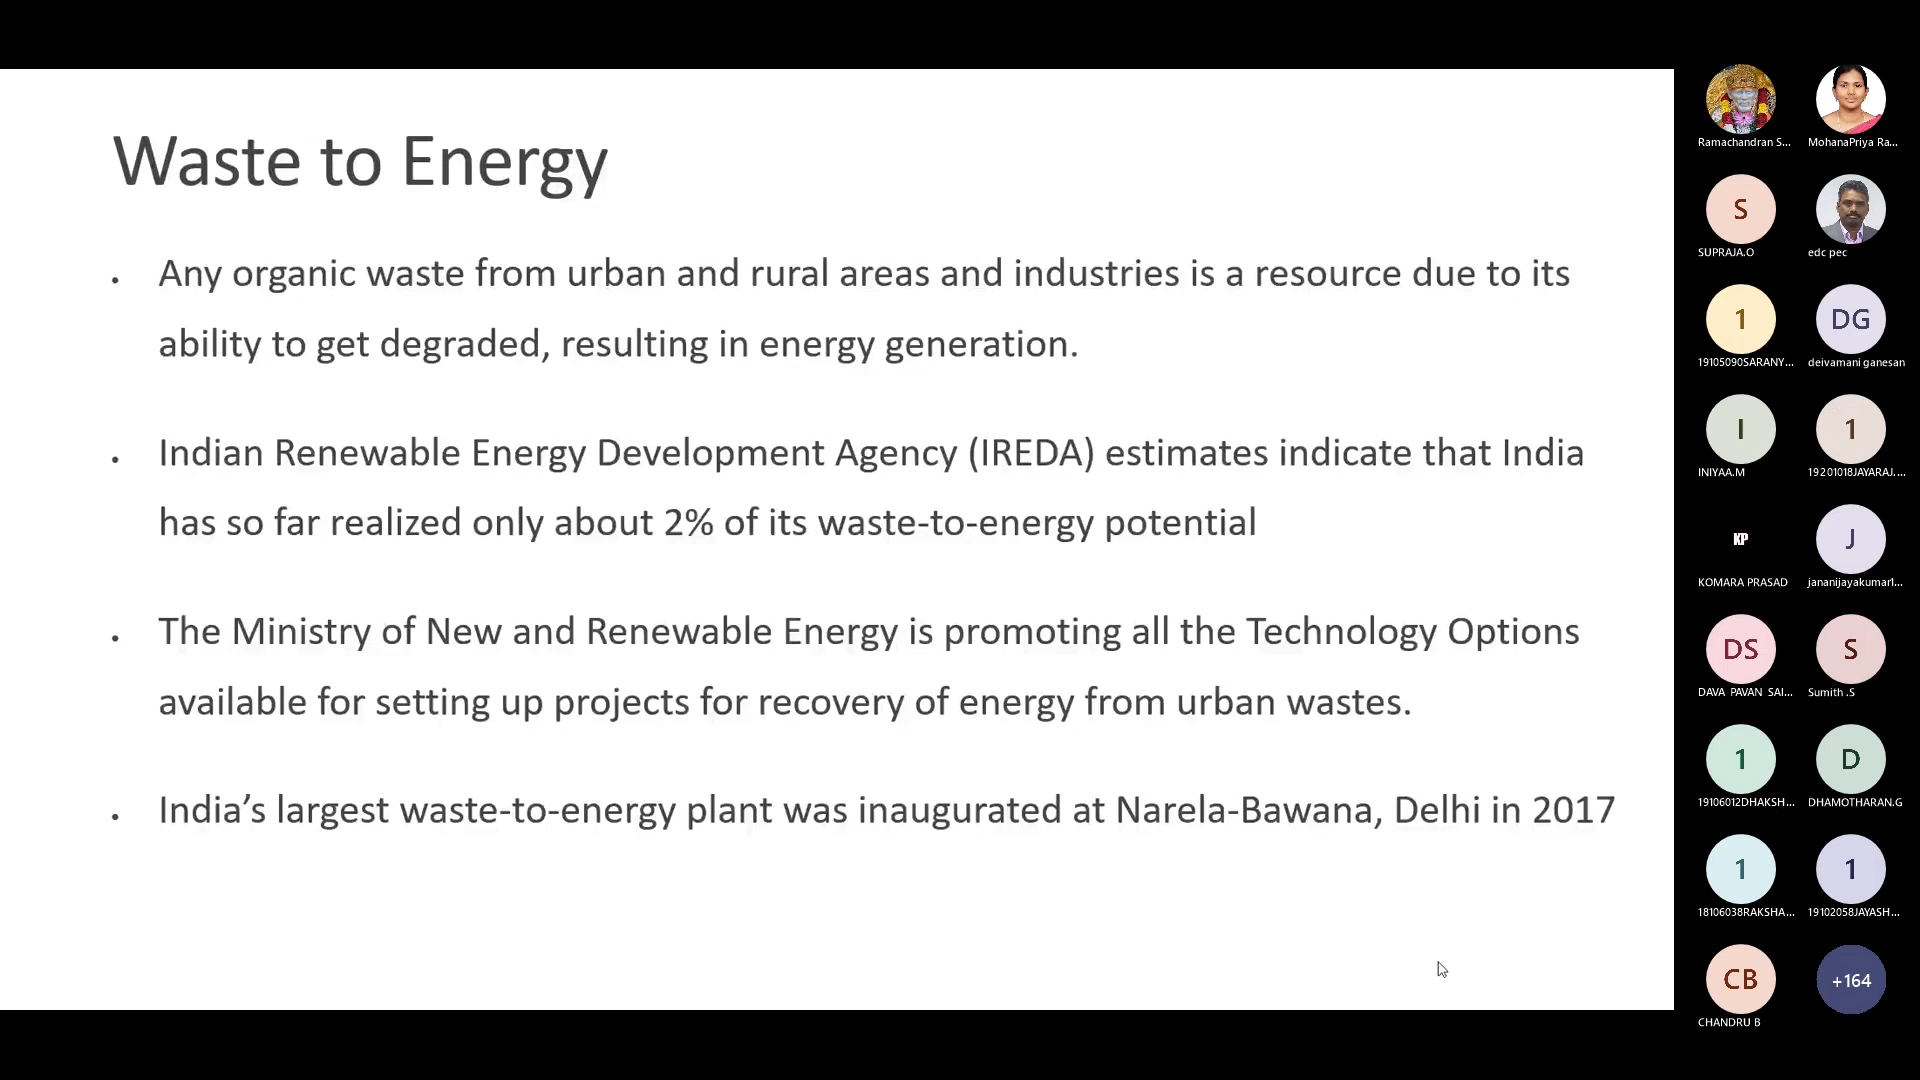 Waste to Energy
• Any organic waste from urban and rural areas and industries is a resource due to its
ability to get degraded, resulting in energy generation.
• Indian Renewable Energy Development Agency (IREDA) estimates indicate that India
has so far realized only about 2% of its waste-to-energy potential
• The Ministry of New and Renewable Energy is promoting all the Technology Options
available for setting up projects for recovery of energy from urban wastes.
• India’s largest waste-to-energy plant was inaugurated at Narela-Bawana, Delhi in 2017
Ramachandran S...
MohanaPriya Ra...
S
SUPRAJA.O
edc pec
1
19105090SARANY...
DG
deivamani ganesan
I
INIYAA.M
1
19201018JAYARAJ....
KP
KOMARA PRASAD
J
jananijayakumarl...
DS
DAVA PAVAN SAI...
S
Sumith .S
1
19106012DHAKSH...
D
DHAMOTHARAN.G
1
18106038RAKSHA...
1
19102058JAYASH...
CB
CHANDRU B
+164